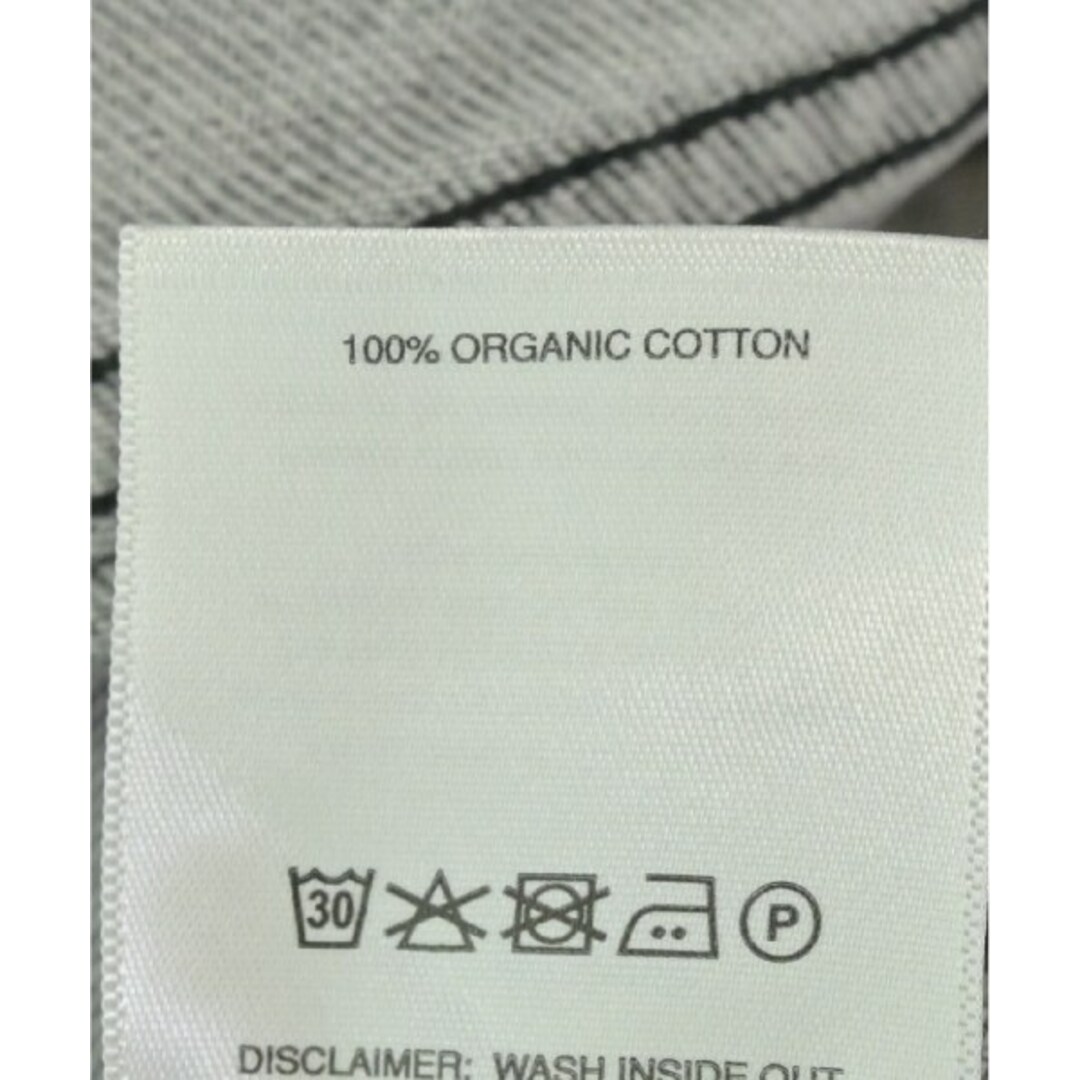 100% ORGANIC COTTON
30 P
DISCLAIMER: WASH INSIDE OUT